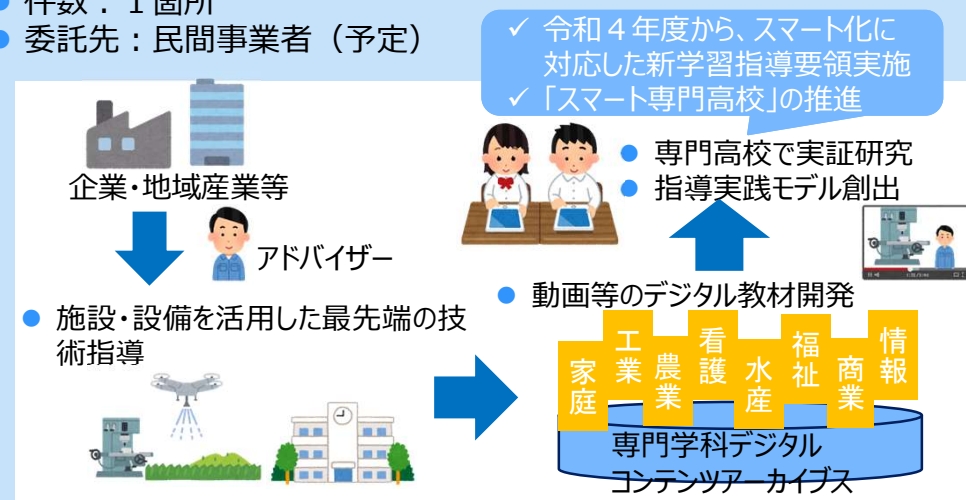 ● 件数：１箇所
● 委託先：民間事業者（予定）
✓ 令和４年度から、スマート化に
対応した新学習指導要領実施
✓ 「スマート専門高校」の推進
企業・地域産業等
アドバイザー
● 施設・設備を活用した最先端の技
術指導
● 専門高校で実証研究
● 指導実践モデル創出
● 動画等のデジタル教材開発
家庭
工業
農業
看護
水産
福祉
商業
情報
専門学科デジタル
コンテンツアーカイブス